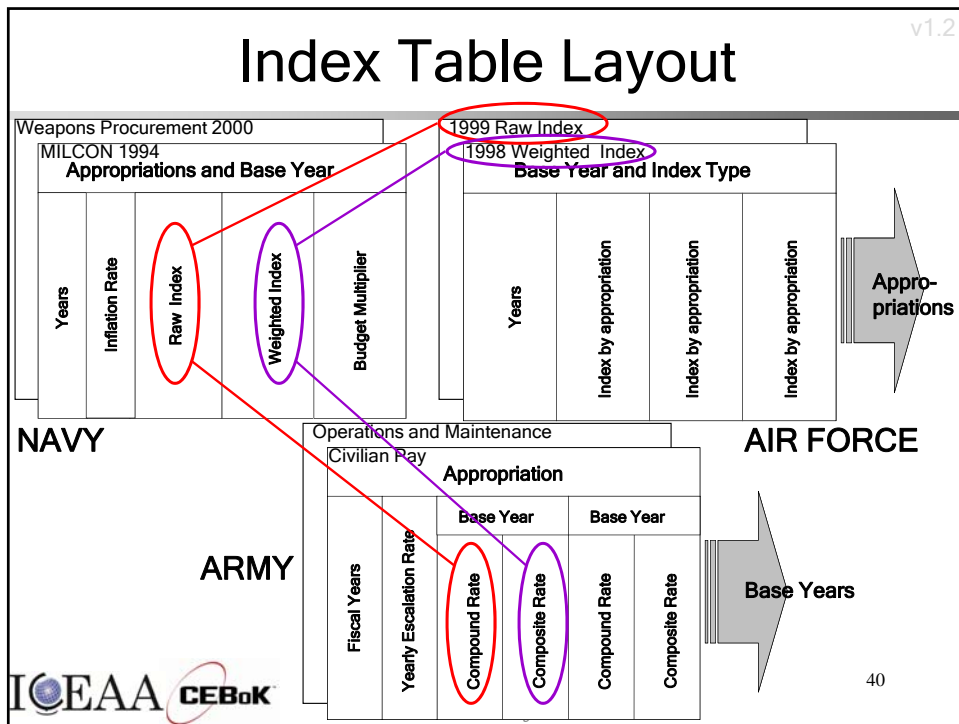 v1.2
Index Table Layout
Weapons Procurement 2000
MILCON 1994
Appropriations and Base Year
Years
Inflation Rate
Raw Index
Weighted Index
Budget Multiplier
NAVY
1999 Raw Index
1998 Weighted Index
Base Year and Index Type
Years
Index by appropriation
Index by appropriation
Index by appropriation
Appro-
priations
AIR FORCE
Operations and Maintenance
Civilian Pay
Appropriation
Base Year
Base Year
ARMY
Fiscal Years
Yearly Escalation Rate
Compound Rate
Composite Rate
Compound Rate
Composite Rate
Base Years
ICEAA CEBoK
40